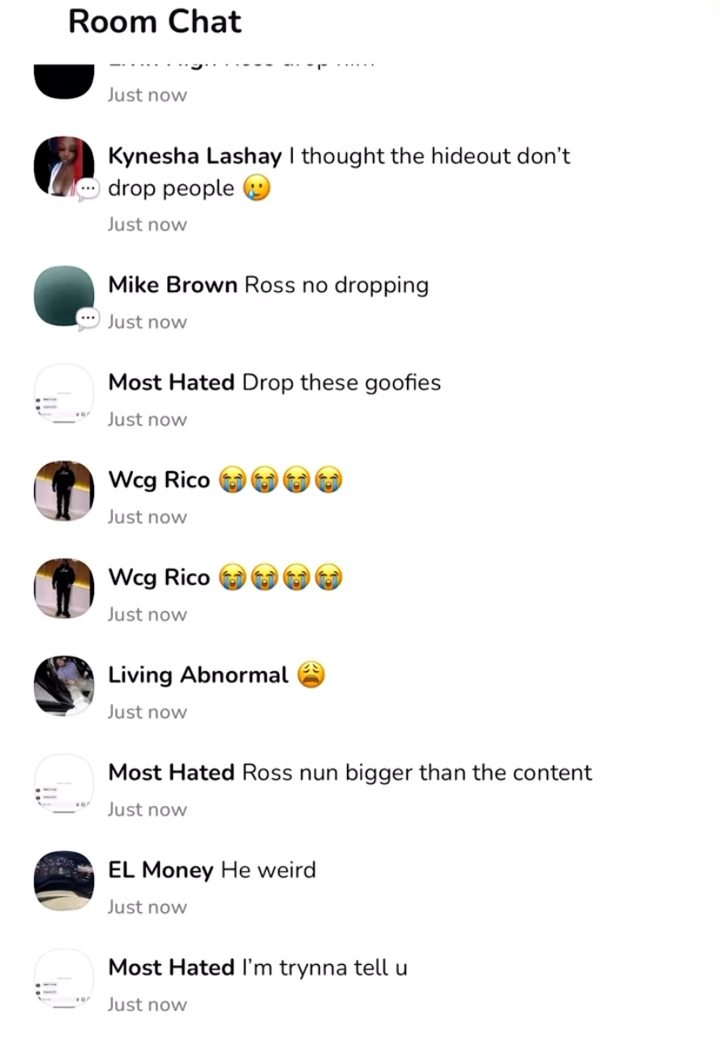 Room Chat
Just now
Kynesha Lashay I thought the hideout don't
drop people 🥲
Just now
Mike Brown Ross no dropping
Just now
Most Hated Drop these goofies
Just now
Wcg Rico 😭😭😭😭
Just now
Wcg Rico 😭😭😭😭
Just now
Living Abnormal 😩
Just now
Most Hated Ross nun bigger than the content
Just now
EL Money He weird
Just now
Most Hated I'm trynna tell u
Just now